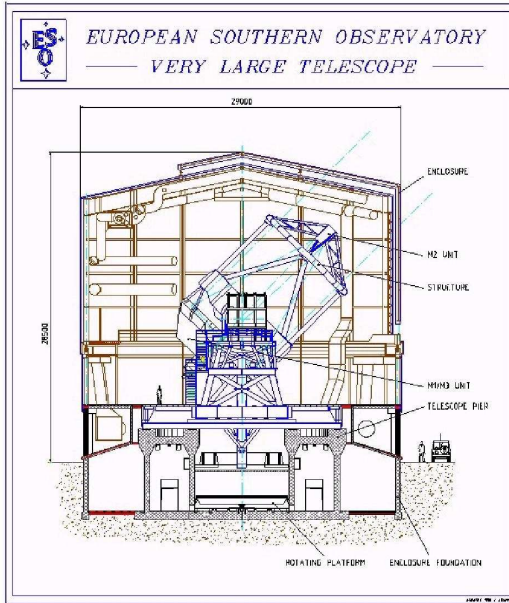 ESO
EUROPEAN SOUTHERN OBSERVATORY
VERY LARGE TELESCOPE
29000
ENCLOSURE
M2 UNIT
STRUCTURE
28500
M1/M3 UNIT
TELESCOPE PIER
ROTATING PLATFORM
ENCLOSURE FOUNDATION